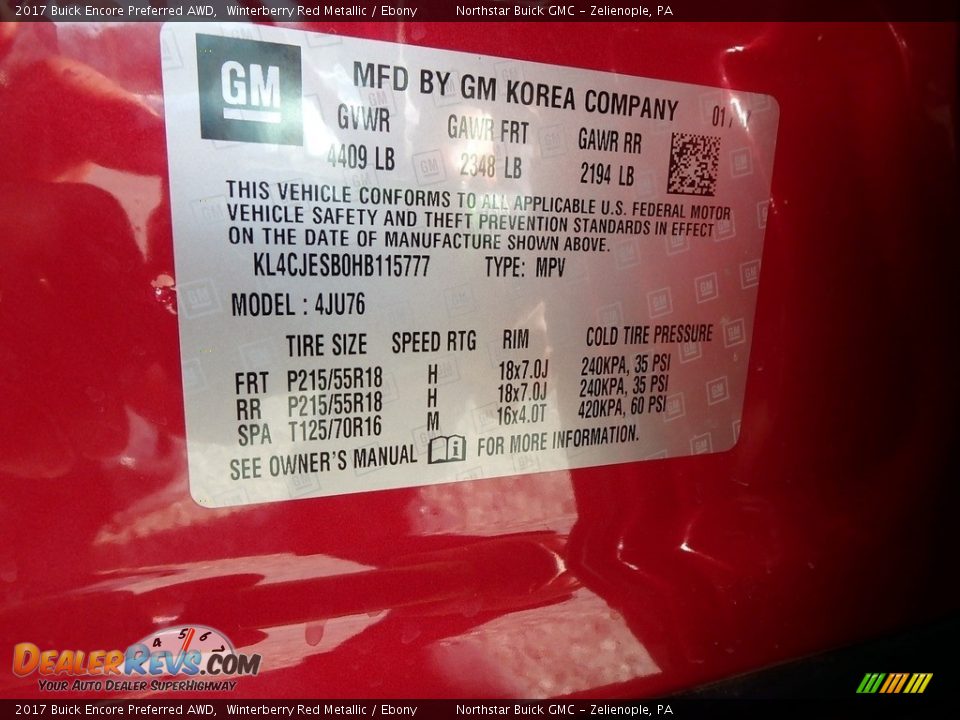 2017 Buick Encore Preferred AWD, Winterberry Red Metallic / Ebony Northstar Buick GMC - Zelienople, PA
GM
MFD BY GM KOREA COMPANY 01/
GVWR GAWR FRT GAWR RR
4409 LB 2348 LB 2194 LB
THIS VEHICLE CONFORMS TO ALL APPLICABLE U.S. FEDERAL MOTOR
VEHICLE SAFETY AND THEFT PREVENTION STANDARDS IN EFFECT
ON THE DATE OF MANUFACTURE SHOWN ABOVE.
KL4CJESB0HB115777 TYPE: MPV
MODEL : 4JU76
TIRE SIZE SPEED RTG RIM COLD TIRE PRESSURE
FRT P215/55R18 H 18x7.0J 240KPA, 35 PSI
RR P215/55R18 H 18x7.0J 240KPA, 35 PSI
SPA T125/70R16 M 16x4.0T 420KPA, 60 PSI
SEE OWNER'S MANUAL i FOR MORE INFORMATION.
4 5 6
DEALERREVS.COM
YOUR AUTO DEALER SUPERHIGHWAY
2017 Buick Encore Preferred AWD, Winterberry Red Metallic / Ebony Northstar Buick GMC - Zelienople, PA